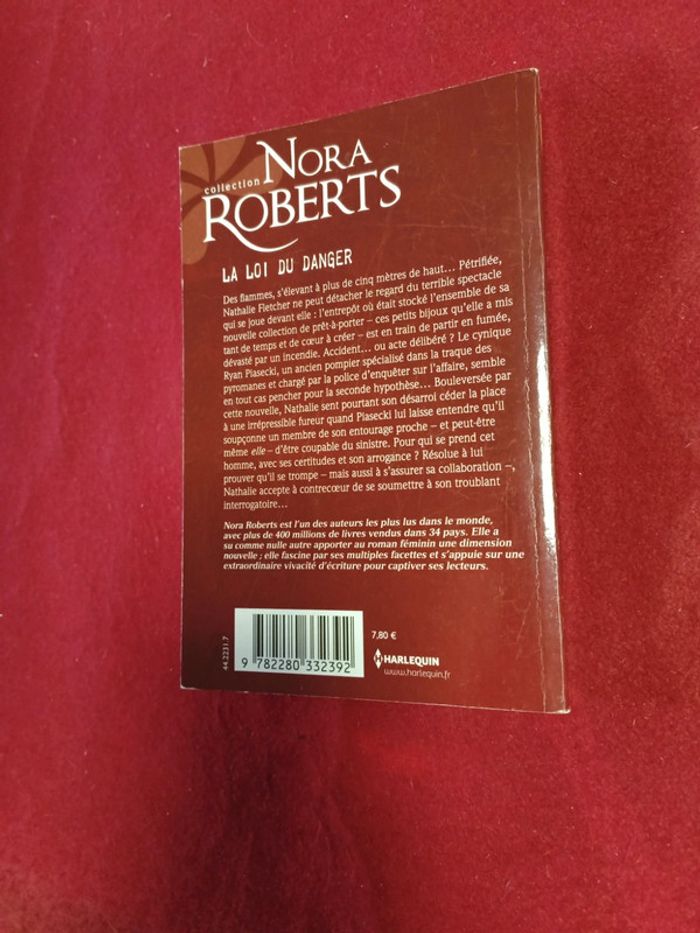 collection
NORA
ROBERTS
LA LOI DU DANGER
Des flammes, s'élevant à plus de cinq mètres de haut… Pétrifiée,
Nathalie Fletcher ne peut détacher le regard du terrible spectacle
qui se joue devant elle : l'entrepôt où était stocké l'ensemble de sa
nouvelle collection de prêt-à-porter – ces petits bijoux qu'elle a mis
tant de temps et de cœur à créer – est en train de partir en fumée,
dévasté par un incendie. Accident… ou acte délibéré ? Le cynique
Ryan Piasecki, un ancien pompier spécialisé dans la traque des
pyromanes et chargé par la police d'enquêter sur l'affaire, semble
en tout cas pencher pour la seconde hypothèse… Bouleversée par
cette nouvelle, Nathalie sent pourtant son désarroi céder la place
à une irrépressible fureur quand Piasecki lui laisse entendre qu'il
soupçonne un membre de son entourage proche – et peut-être
même elle – d'être coupable du sinistre. Pour qui se prend cet
homme, avec ses certitudes et son arrogance ? Résolue à lui
prouver qu'il se trompe – mais aussi à s'assurer sa collaboration –,
Nathalie accepte à contrecœur de se soumettre à son troublant
interrogatoire…
Nora Roberts est l'un des auteurs les plus lus dans le monde,
avec plus de 400 millions de livres vendus dans 34 pays. Elle a
su comme nulle autre apporter au roman féminin une dimension
nouvelle ; elle fascine par ses multiples facettes et s'appuie sur une
extraordinaire vivacité d'écriture pour captiver ses lecteurs.
44.2231.7
9 782280 332392
7,80 €
HARLEQUIN
www.harlequin.fr